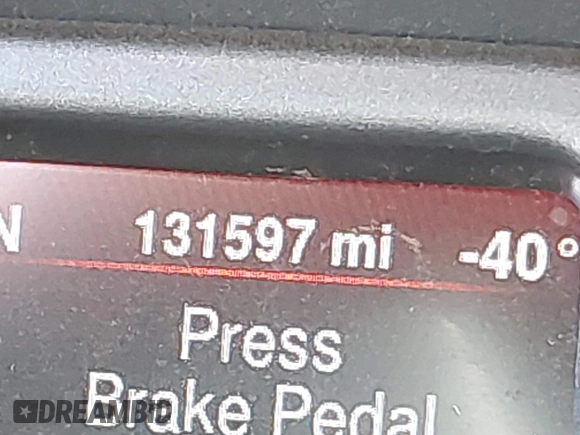 N 131597 mi -40°
Press
Brake Pedal
DREAMBID